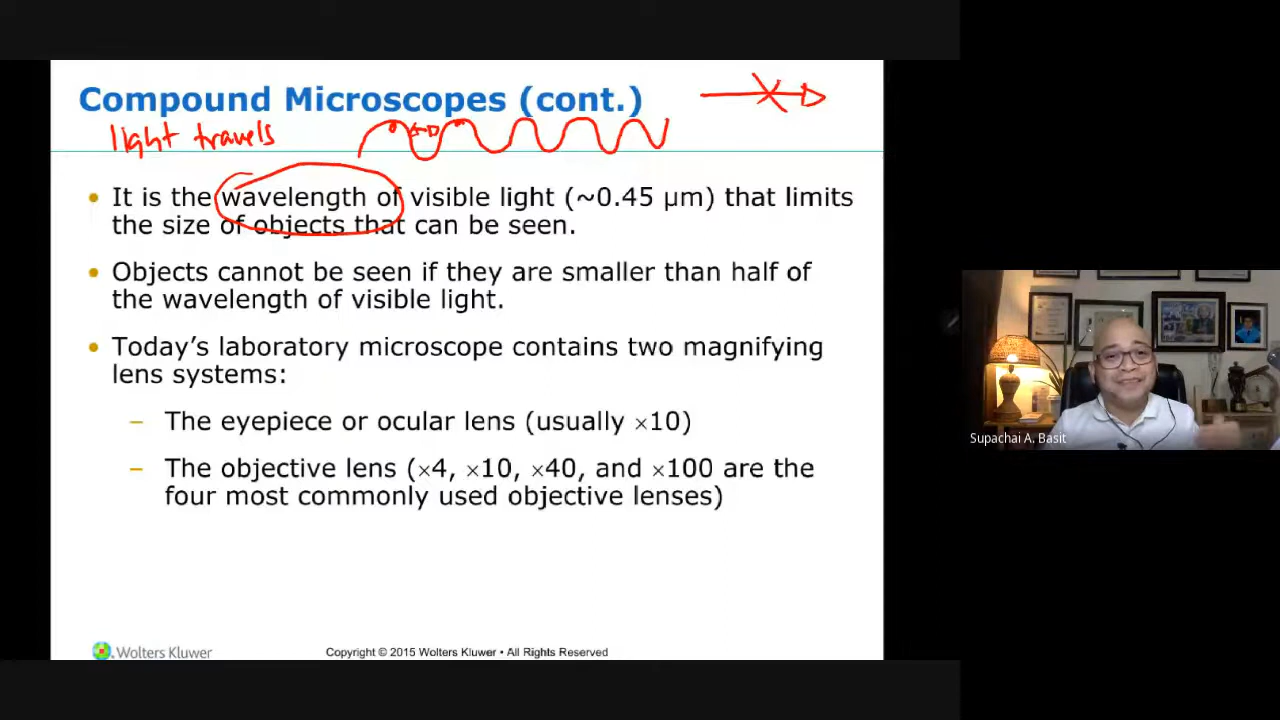 Compound Microscopes (cont.)
light travels
• It is the wavelength of visible light (~0.45 µm) that limits
the size of objects that can be seen.
• Objects cannot be seen if they are smaller than half of
the wavelength of visible light.
• Today’s laboratory microscope contains two magnifying
lens systems:
– The eyepiece or ocular lens (usually ×10)
– The objective lens (×4, ×10, ×40, and ×100 are the
four most commonly used objective lenses)
Supachai A. Basit
Wolters Kluwer
Copyright © 2015 Wolters Kluwer • All Rights Reserved